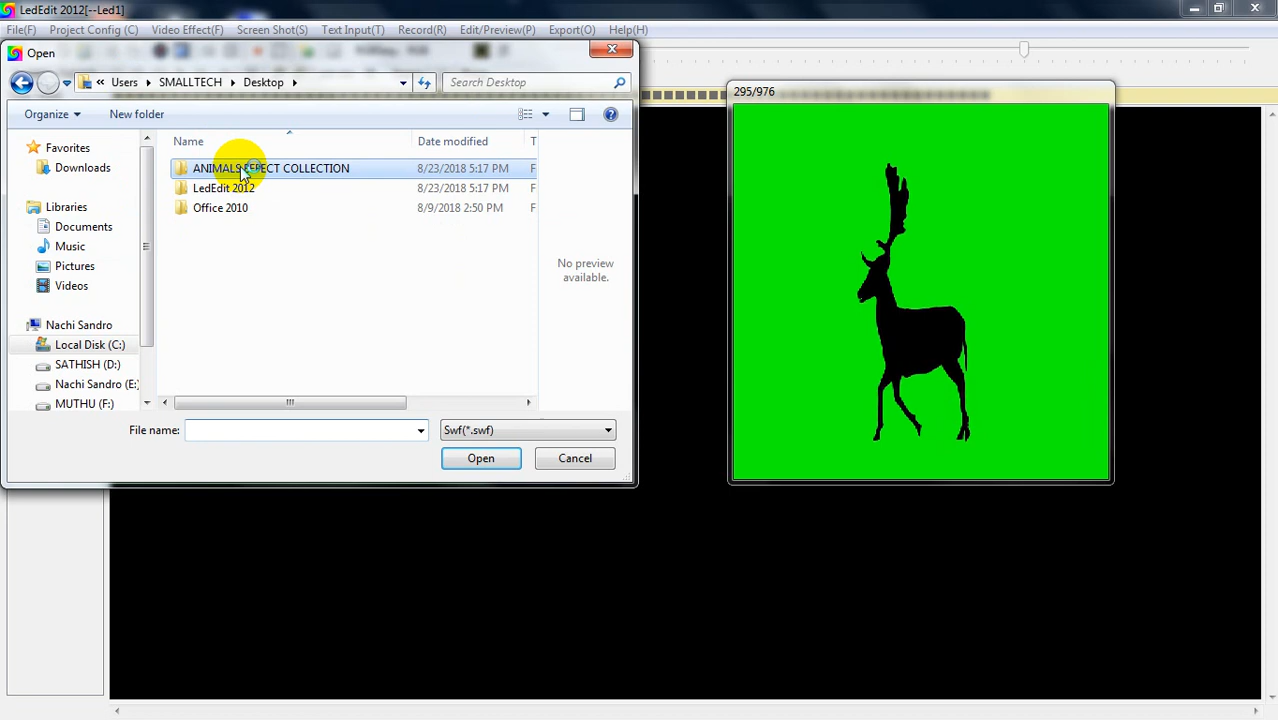 LedEdit 2012[--Led1]
File(F) Project Config (C) Video Effect(F) Screen Shot(S) Text Input(T) Record(R) Edit/Preview(P) Export(O) Help(H)
Open
« Users SMALLTECH Desktop Search Desktop
Organize New folder
Name Date modified T
Favorites
Downloads
Libraries
Documents
Music
Pictures
Videos
Nachi Sandro
Local Disk (C:)
SATHISH (D:)
Nachi Sandro (E:)
MUTHU (F:)
ANIMALS EFECT COLLECTION 8/23/2018 5:17 PM F
LedEdit 2012 8/23/2018 5:17 PM F
Office 2010 8/9/2018 2:50 PM F
No preview
available.
File name: Swf(*.swf)
Open Cancel
295/976